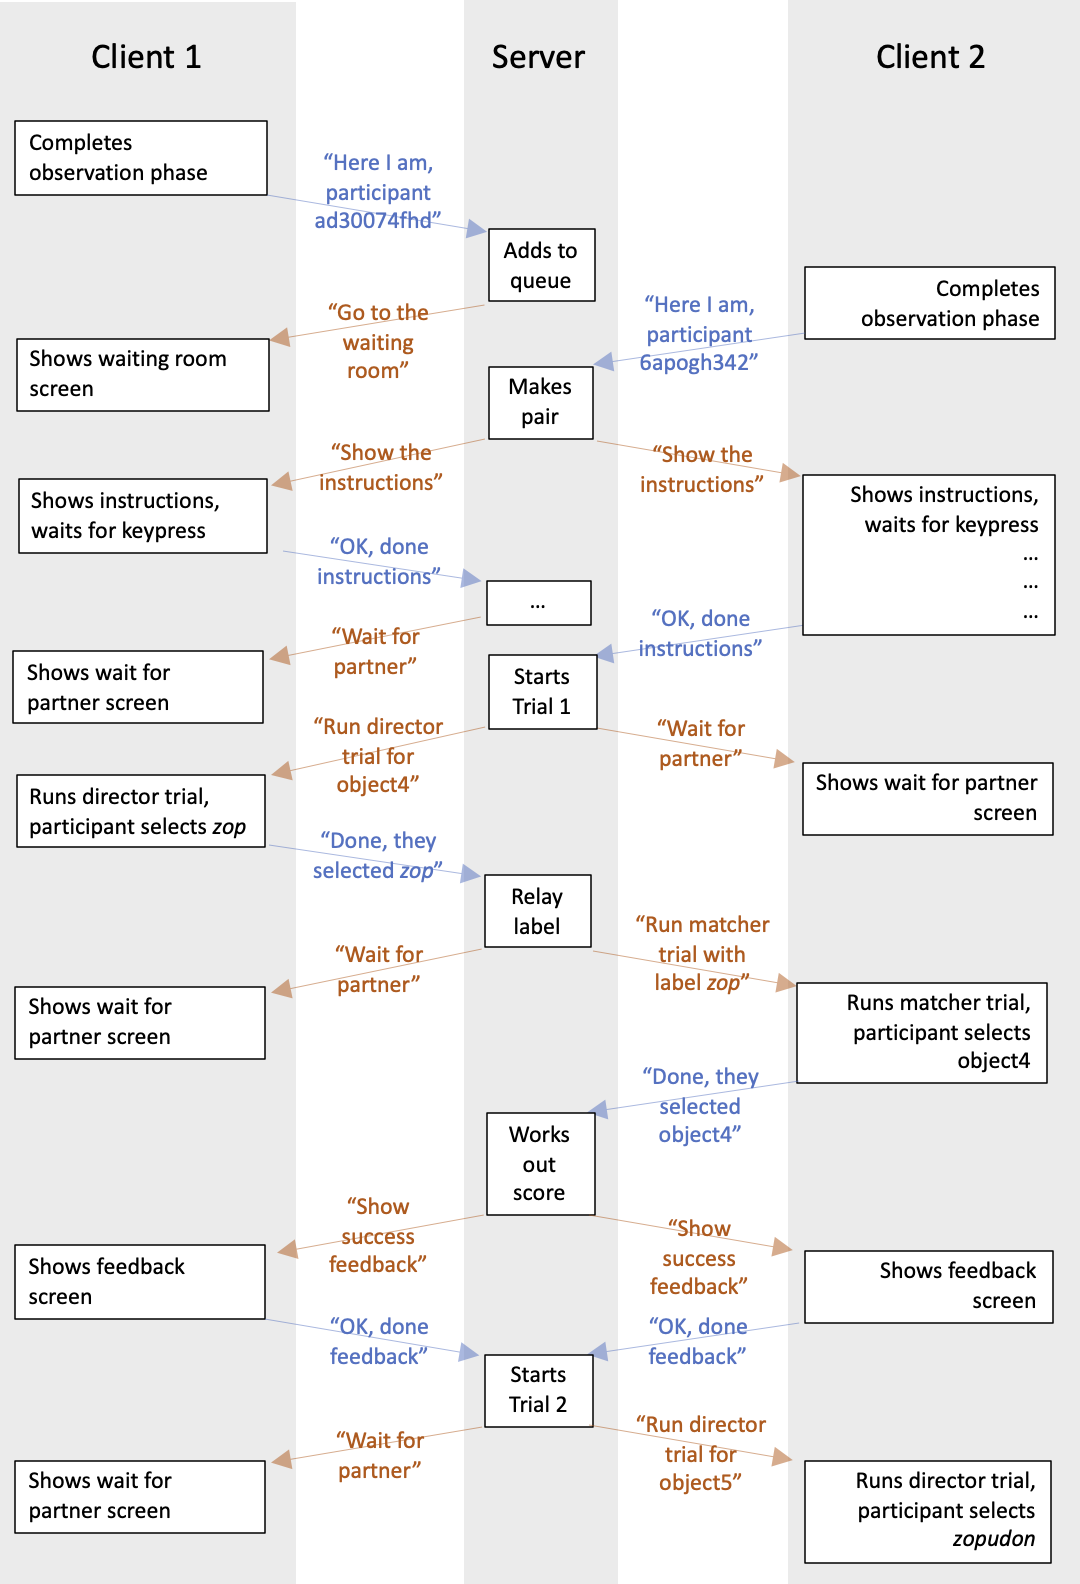 Client 1
Server
Client 2
Completes
observation phase
“Here I am,
participant
ad30074fhd”
Adds to
queue
Completes
observation phase
“Go to the
waiting
room”
“Here I am,
participant
6apogh342”
Shows waiting room
screen
Makes
pair
“Show the
instructions”
“Show the
instructions”
Shows instructions,
waits for keypress
Shows instructions,
waits for keypress
...
...
...
“OK, done
instructions”
...
“OK, done
instructions”
“Wait for
partner”
Shows wait for
partner screen
Starts
Trial 1
“Run director
trial for
object4”
“Wait for
partner”
Runs director trial,
participant selects zop
Shows wait for partner
screen
“Done, they
selected zop”
Relay
label
“Wait for
partner”
“Run matcher
trial with
label zop”
Shows wait for
partner screen
Runs matcher trial,
participant selects
object4
“Done, they
selected
object4”
Works
out
score
“Show
success
feedback”
“Show
success
feedback”
Shows feedback
screen
Shows feedback
screen
“OK, done
feedback”
“OK, done
feedback”
Starts
Trial 2
“Wait for
partner”
“Run director
trial for
object5”
Shows wait for
partner screen
Runs director trial,
participant selects
zopudon